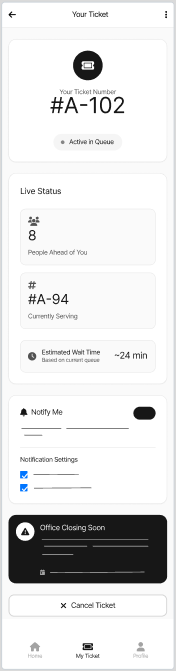 Your Ticket
Your Ticket Number
#A-102
Active in Queue
Live Status
8
People Ahead of You
#
#A-94
Currently Serving
Estimated Wait Time
Based on current queue
~24 min
Notify Me
Notification Settings
Office Closing Soon
Cancel Ticket
Home
My Ticket
Profile